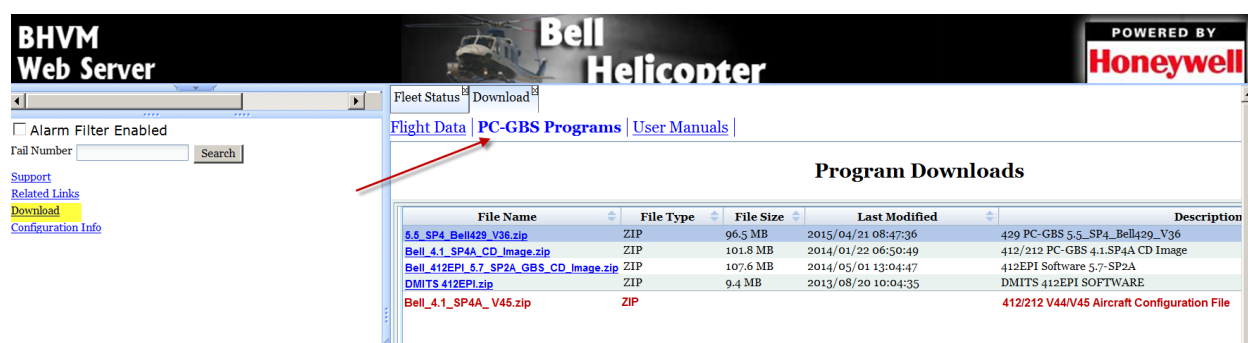 BHVM
Web Server
Bell
Helicopter
POWERED BY
Honeywell
Alarm Filter Enabled
Tail Number
Search
Support
Related Links
Download
Configuration Info
Fleet Status Download
Flight Data | PC-GBS Programs | User Manuals |
Program Downloads
File Name File Type File Size Last Modified Description
5.5_SP4_Bell429_V36.zip ZIP 96.5 MB 2015/04/21 08:47:36 429 PC-GBS 5.5_SP4_Bell429_V36
Bell_4.1_SP4A_CD_Image.zip ZIP 101.8 MB 2014/01/22 06:50:49 412/212 PC-GBS 4.1.SP4A CD Image
Bell_412EPI_5.7_SP2A_GBS_CD_Image.zip ZIP 107.6 MB 2014/05/01 13:04:47 412EPI Software 5.7-SP2A
DMITS 412EPI.zip ZIP 9.4 MB 2013/08/20 10:04:35 DMITS 412EPI SOFTWARE
Bell_4.1_SP4A_ V45.zip ZIP 412/212 V44/V45 Aircraft Configuration File